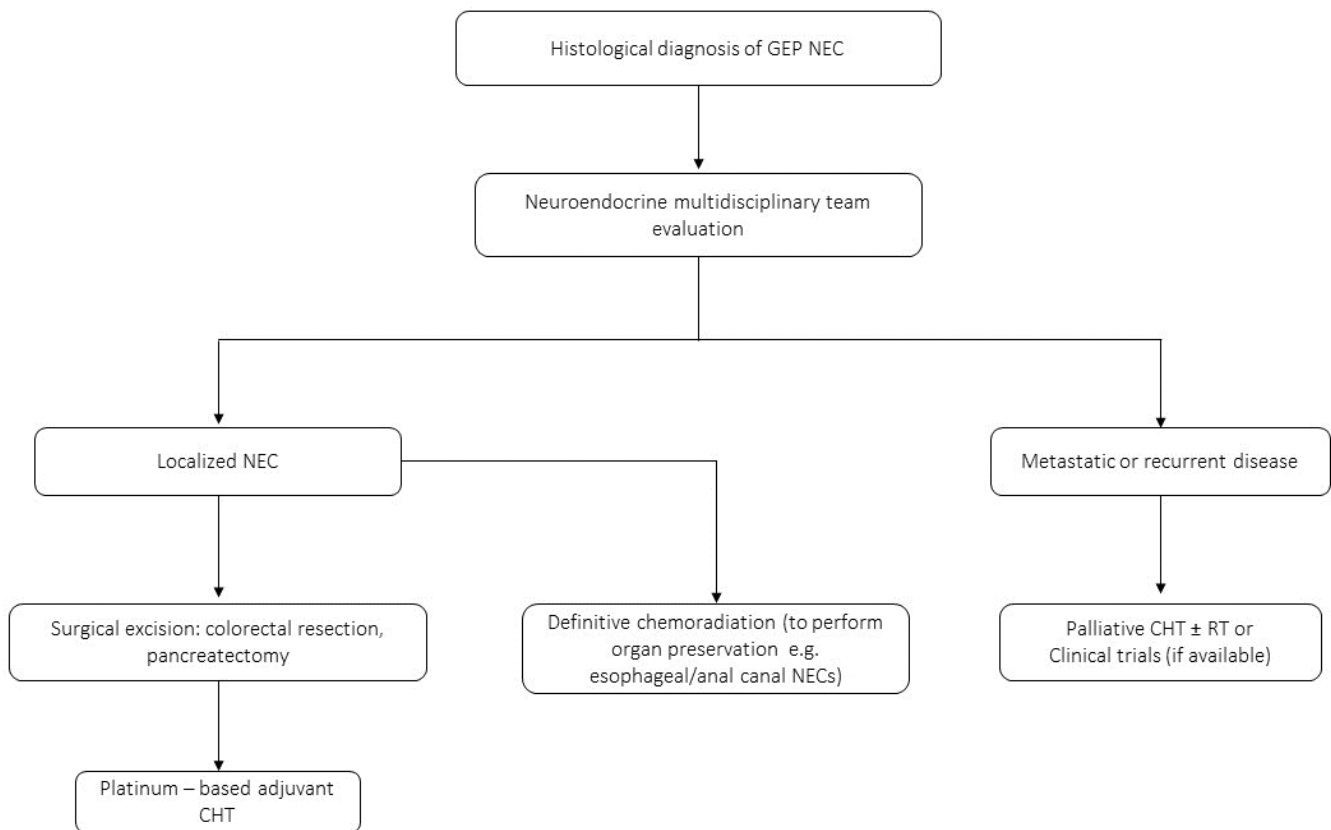 Histological diagnosis of GEP NEC
Neuroendocrine multidisciplinary team
evaluation
Localized NEC
Metastatic or recurrent disease
Surgical excision: colorectal resection,
pancreatectomy
Definitive chemoradiation (to perform
organ preservation e.g.
esophageal/anal canal NECs)
Palliative CHT ± RT or
Clinical trials (if available)
Platinum – based adjuvant
CHT